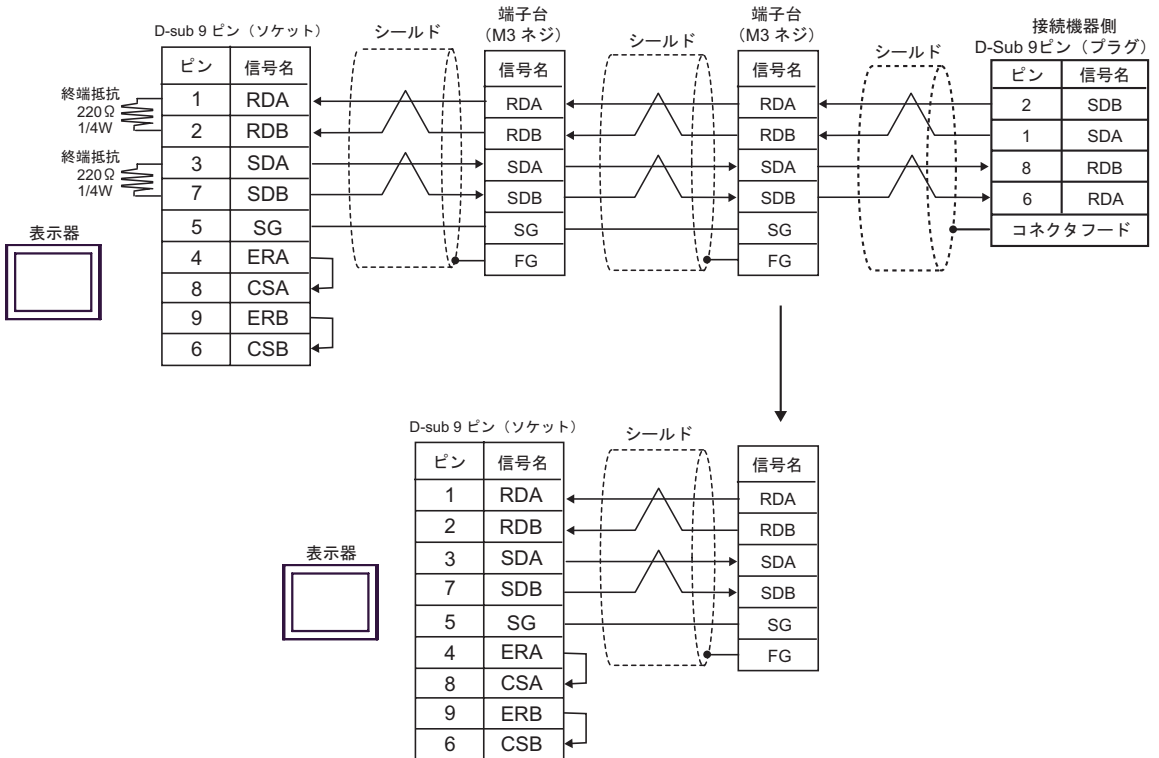 D-sub 9 ピン（ソケット）
シールド
端子台
（M3 ネジ）
シールド
端子台
（M3 ネジ）
シールド
接続機器側
D-Sub 9ピン（プラグ）
ピン 信号名
1 RDA
2 RDB
3 SDA
7 SDB
5 SG
4 ERA
8 CSA
9 ERB
6 CSB
終端抵抗
220Ω
1/4W
終端抵抗
220Ω
1/4W
表示器
信号名
RDA
RDB
SDA
SDB
SG
FG
信号名
RDA
RDB
SDA
SDB
SG
FG
ピン 信号名
2 SDB
1 SDA
8 RDB
6 RDA
コネクタフード
D-sub 9 ピン（ソケット）
シールド
ピン 信号名
1 RDA
2 RDB
3 SDA
7 SDB
5 SG
4 ERA
8 CSA
9 ERB
6 CSB
表示器
信号名
RDA
RDB
SDA
SDB
SG
FG